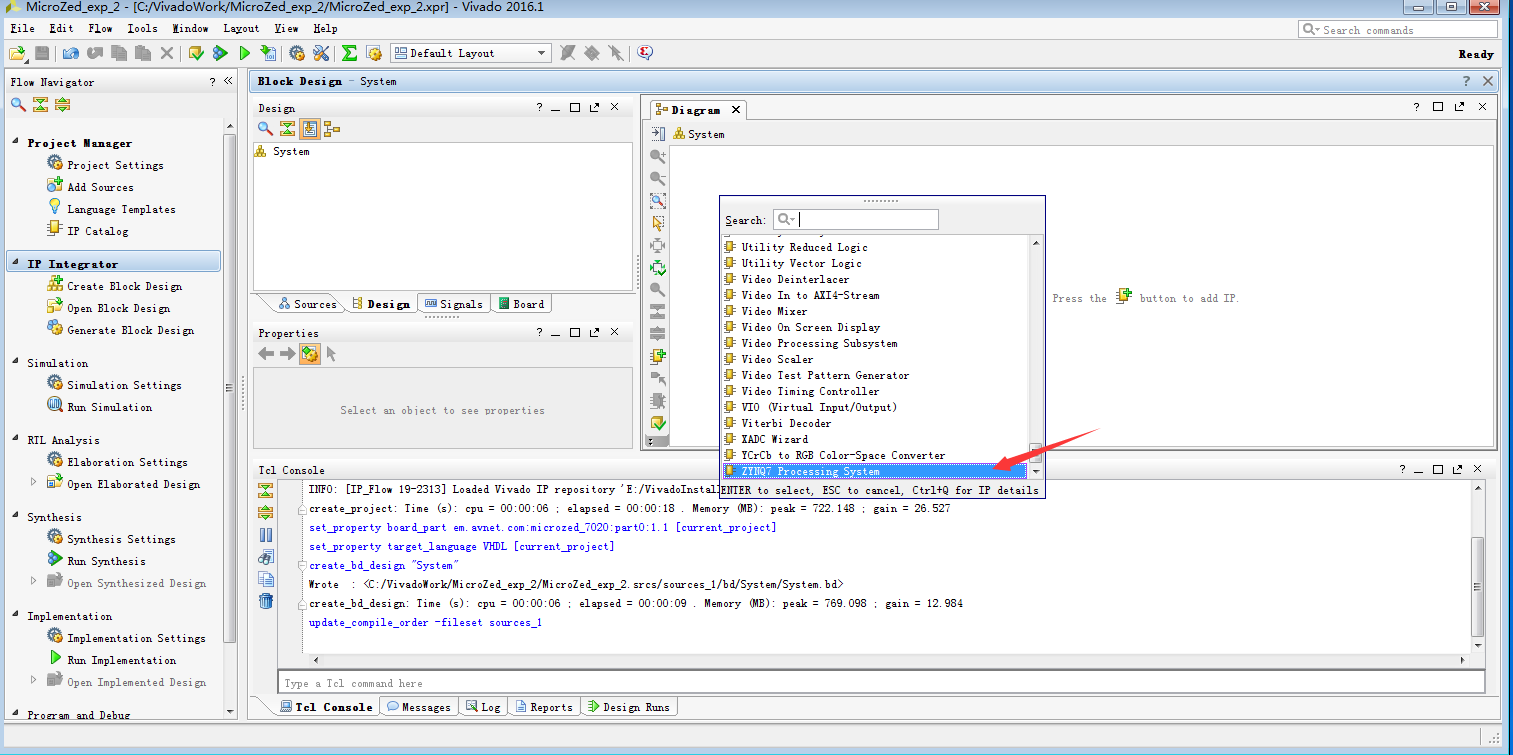 MicroZed_exp_2 - [C:/VivadoWork/MicroZed_exp_2/MicroZed_exp_2.xpr] - Vivado 2016.1
File Edit Flow Tools Window Layout View Help
Search commands
Default Layout
Ready
Flow Navigator
Project Manager
Project Settings
Add Sources
Language Templates
IP Catalog
IP Integrator
Create Block Design
Open Block Design
Generate Block Design
Simulation
Simulation Settings
Run Simulation
RTL Analysis
Elaboration Settings
Open Elaborated Design
Synthesis
Synthesis Settings
Run Synthesis
Open Synthesized Design
Implementation
Implementation Settings
Run Implementation
Open Implemented Design
Program and Debug
Block Design - System
Design
System
Sources Design Signals Board
Properties
Select an object to see properties
Diagram
System
Press the button to add IP.
Search:
Utility Reduced Logic
Utility Vector Logic
Video Deinterlacer
Video In to AXI4-Stream
Video Mixer
Video On Screen Display
Video Processing Subsystem
Video Scaler
Video Test Pattern Generator
Video Timing Controller
VIO (Virtual Input/Output)
Viterbi Decoder
XADC Wizard
YCrCb to RGB Color-Space Converter
ZYNQ7 Processing System
ENTER to select, ESC to cancel, Ctrl+Q for IP details
Tcl Console
INFO: [IP_Flow 19-2313] Loaded Vivado IP repository 'E:/VivadoInstall
create_project: Time (s): cpu = 00:00:06 ; elapsed = 00:00:18 . Memory (MB): peak = 722.148 ; gain = 26.527
set_property board_part em.avnet.com:microzed_7020:part0:1.1 [current_project]
set_property target_language VHDL [current_project]
create_bd_design "System"
Wrote : <C:/VivadoWork/MicroZed_exp_2/MicroZed_exp_2.srcs/sources_1/bd/System/System.bd>
create_bd_design: Time (s): cpu = 00:00:06 ; elapsed = 00:00:09 . Memory (MB): peak = 769.098 ; gain = 12.984
update_compile_order -fileset sources_1
Type a Tcl command here
Tcl Console Messages Log Reports Design Runs